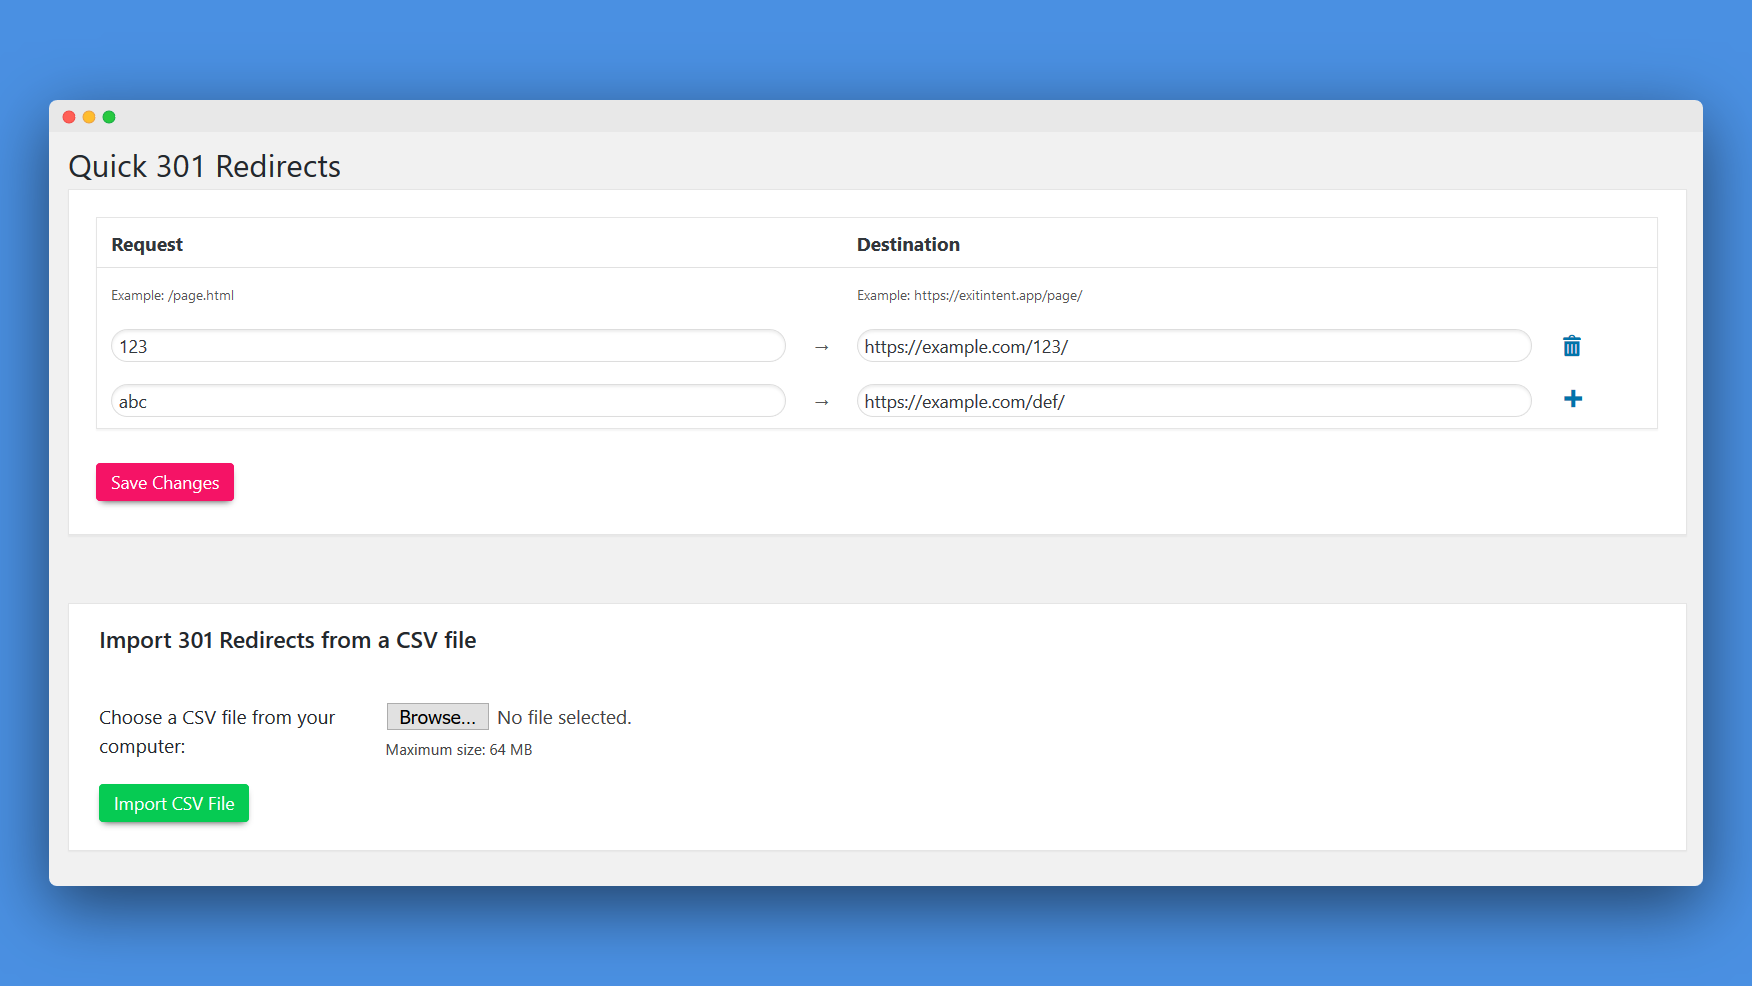 Quick 301 Redirects
Request Destination
Example: /page.html Example: https://exitintent.app/page/
123 → https://example.com/123/
abc → https://example.com/def/
Save Changes
Import 301 Redirects from a CSV file
Choose a CSV file from your computer: Browse... No file selected.
Maximum size: 64 MB
Import CSV File